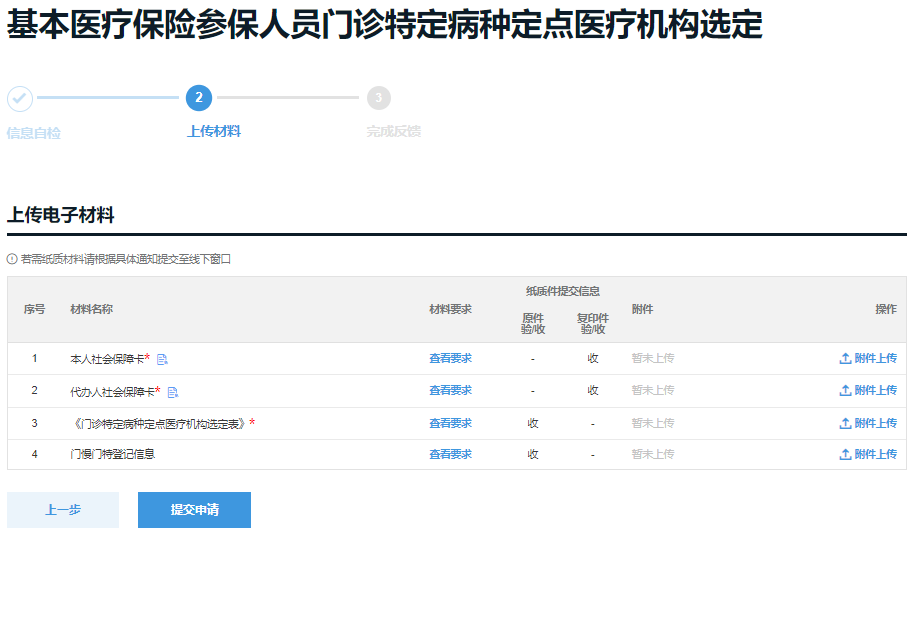 基本医疗保险参保人员门诊特定病种定点医疗机构选定
2 3
信息自检 上传材料 完成反馈
上传电子材料
若需纸质材料请根据具体通知提交至线下窗口
序号 材料名称 材料要求 纸质件提交信息 附件 操作
原件 复印件
验/收 验/收
1 本人社会保障卡* 查看要求 - 收 暂未上传 附件上传
2 代办人社会保障卡* 查看要求 - 收 暂未上传 附件上传
3 《门诊特定病种定点医疗机构选定表》* 查看要求 收 - 暂未上传 附件上传
4 门慢门特登记信息 查看要求 收 - 暂未上传 附件上传
上一步 提交申请